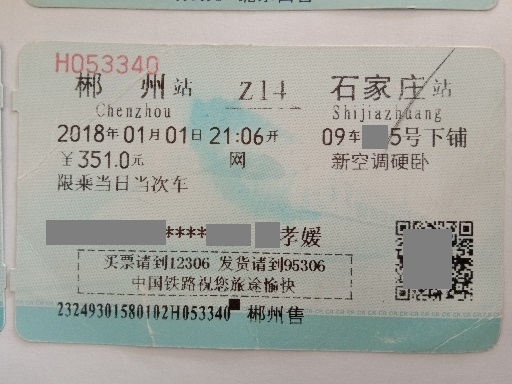 H053340
郴州站 Z14 石家庄站
Chenzhou Shijiazhuang
2018年01月01日21:06开 09车 5号下铺
￥351.0元 网 新空调硬卧
限乘当日当次车
**** 孝媛
买票请到12306 发货请到95306
中国铁路祝您旅途愉快
23249301580102H053340 郴州售